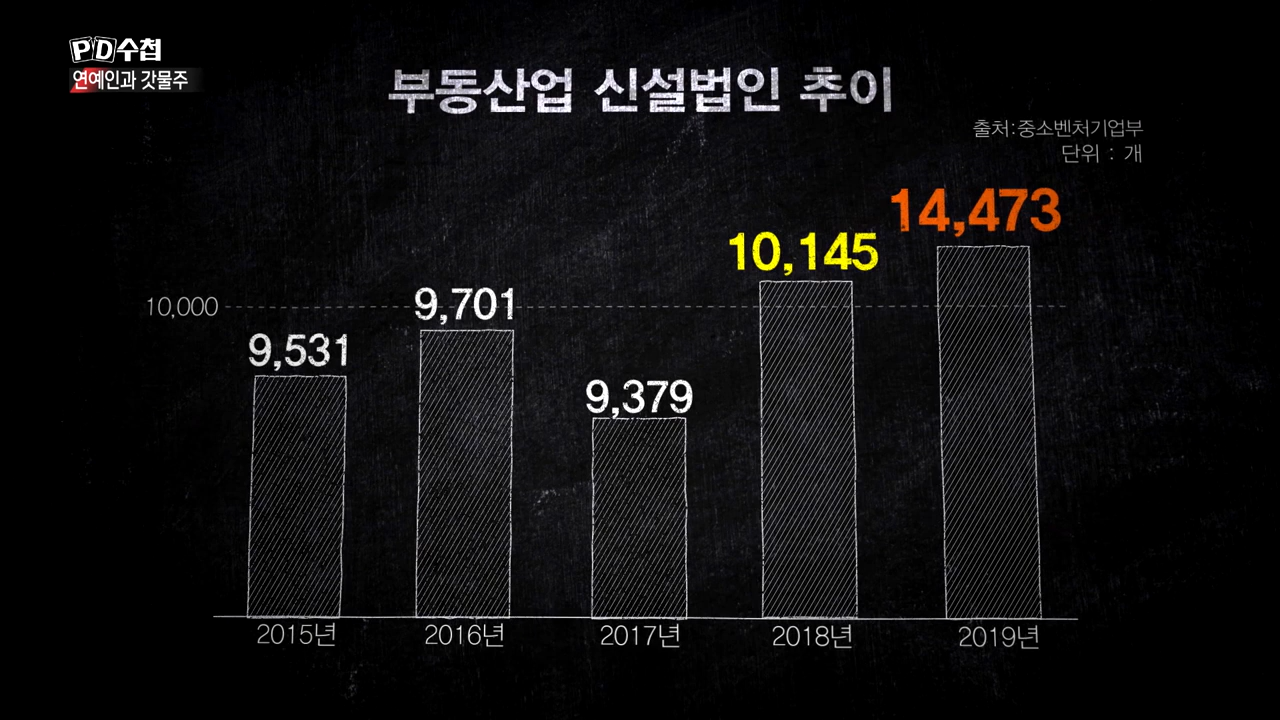 PD수첩
연예인과 갓물주
부동산업 신설법인 추이
출처:중소벤처기업부
단위 : 개
14,473
10,145
10,000
9,701
9,531
9,379
2015년 2016년 2017년 2018년 2019년